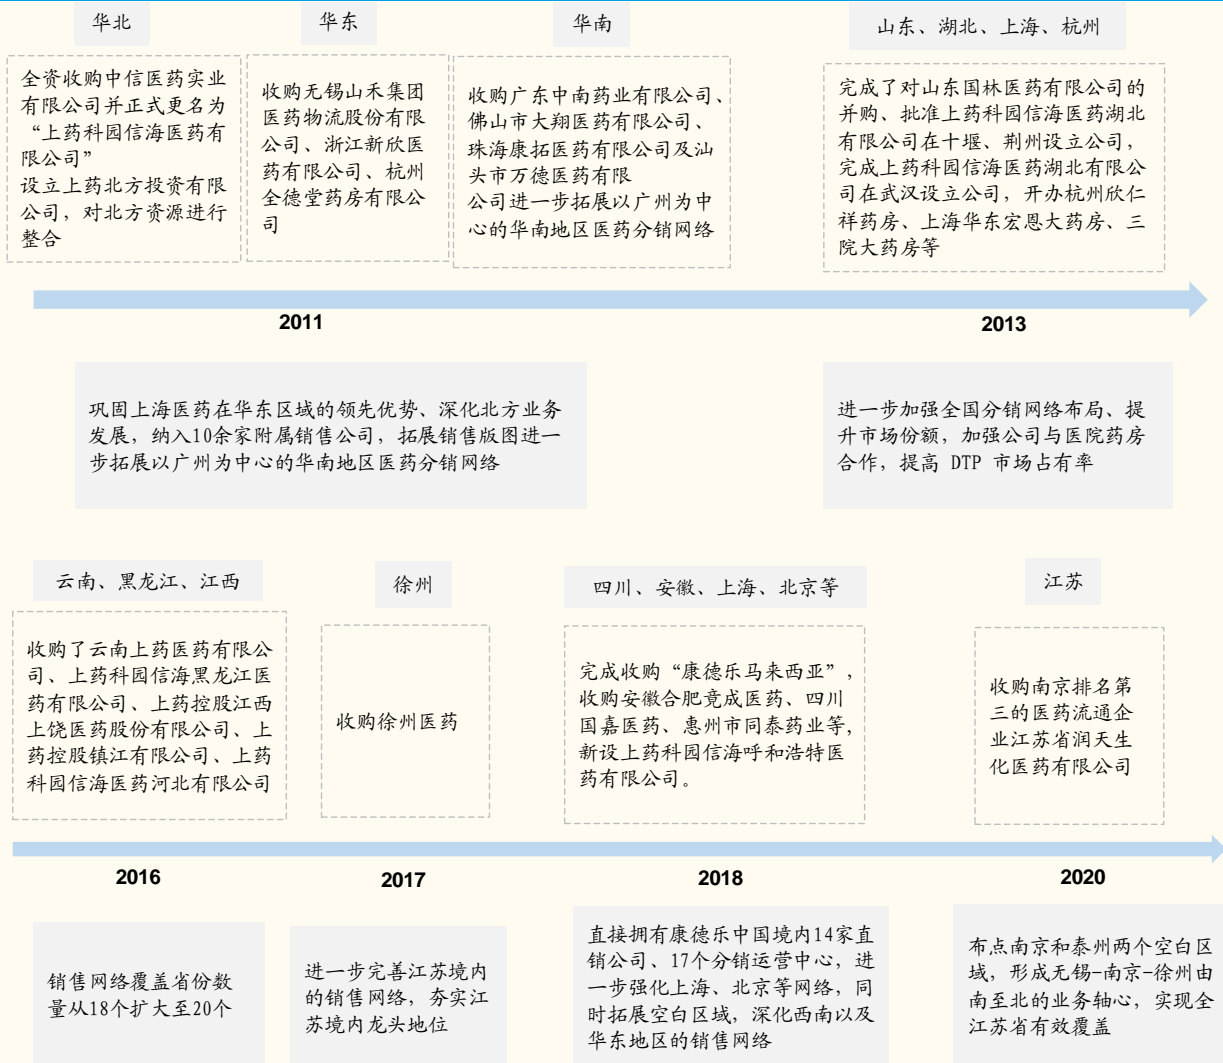 华北
全资收购中信医药实业
有限公司并正式更名为
“上药科园信海医药有
限公司”
设立上药北方投资有限
公司，对北方资源进行
整合
华东
收购无锡山禾集团
医药物流股份有限
公司、浙江新欣医
药有限公司、杭州
全德堂药房有限公
司
华南
收购广东中南药业有限公司、
佛山市大翔医药有限公司、
珠海康拓医药有限公司及汕
头市万德医药有限
公司进一步拓展以广州为中
心的华南地区医药分销网络
山东、湖北、上海、杭州
完成了对山东国林医药有限公司的
并购、批准上药科园信海医药湖北
有限公司在十堰、荆州设立公司，
完成上药科园信海医药湖北有限公
司在武汉设立公司，开办杭州欣仁
祥药房、上海华东宏恩大药房、三
院大药房等
2011
2013
巩固上海医药在华东区域的领先优势、深化北方业务
发展，纳入10余家附属销售公司，拓展销售版图进一
步拓展以广州为中心的华南地区医药分销网络
进一步加强全国分销网络布局、提
升市场份额，加强公司与医院药房
合作，提高 DTP 市场占有率
云南、黑龙江、江西
收购了云南上药医药有限公
司、上药科园信海黑龙江医
药有限公司、上药控股江西
上饶医药股份有限公司、上
药控股镇江有限公司、上药
科园信海医药河北有限公司
徐州
收购徐州医药
四川、安徽、上海、北京等
完成收购“康德乐马来西亚”，
收购安徽合肥竟成医药、四川
国嘉医药、惠州市同泰药业等，
新设上药科园信海呼和浩特医
药有限公司。
江苏
收购南京排名第
三的医药流通企
业江苏省润天生
化医药有限公司
2016
2017
2018
2020
销售网络覆盖省份数
量从18个扩大至20个
进一步完善江苏境内
的销售网络，夯实江
苏境内龙头地位
直接拥有康德乐中国境内14家直
销公司、17个分销运营中心，进
一步强化上海、北京等网络，同
时拓展空白区域，深化西南以及
华东地区的销售网络
布点南京和泰州两个空白区
域，形成无锡-南京-徐州由
南至北的业务轴心，实现全
江苏省有效覆盖